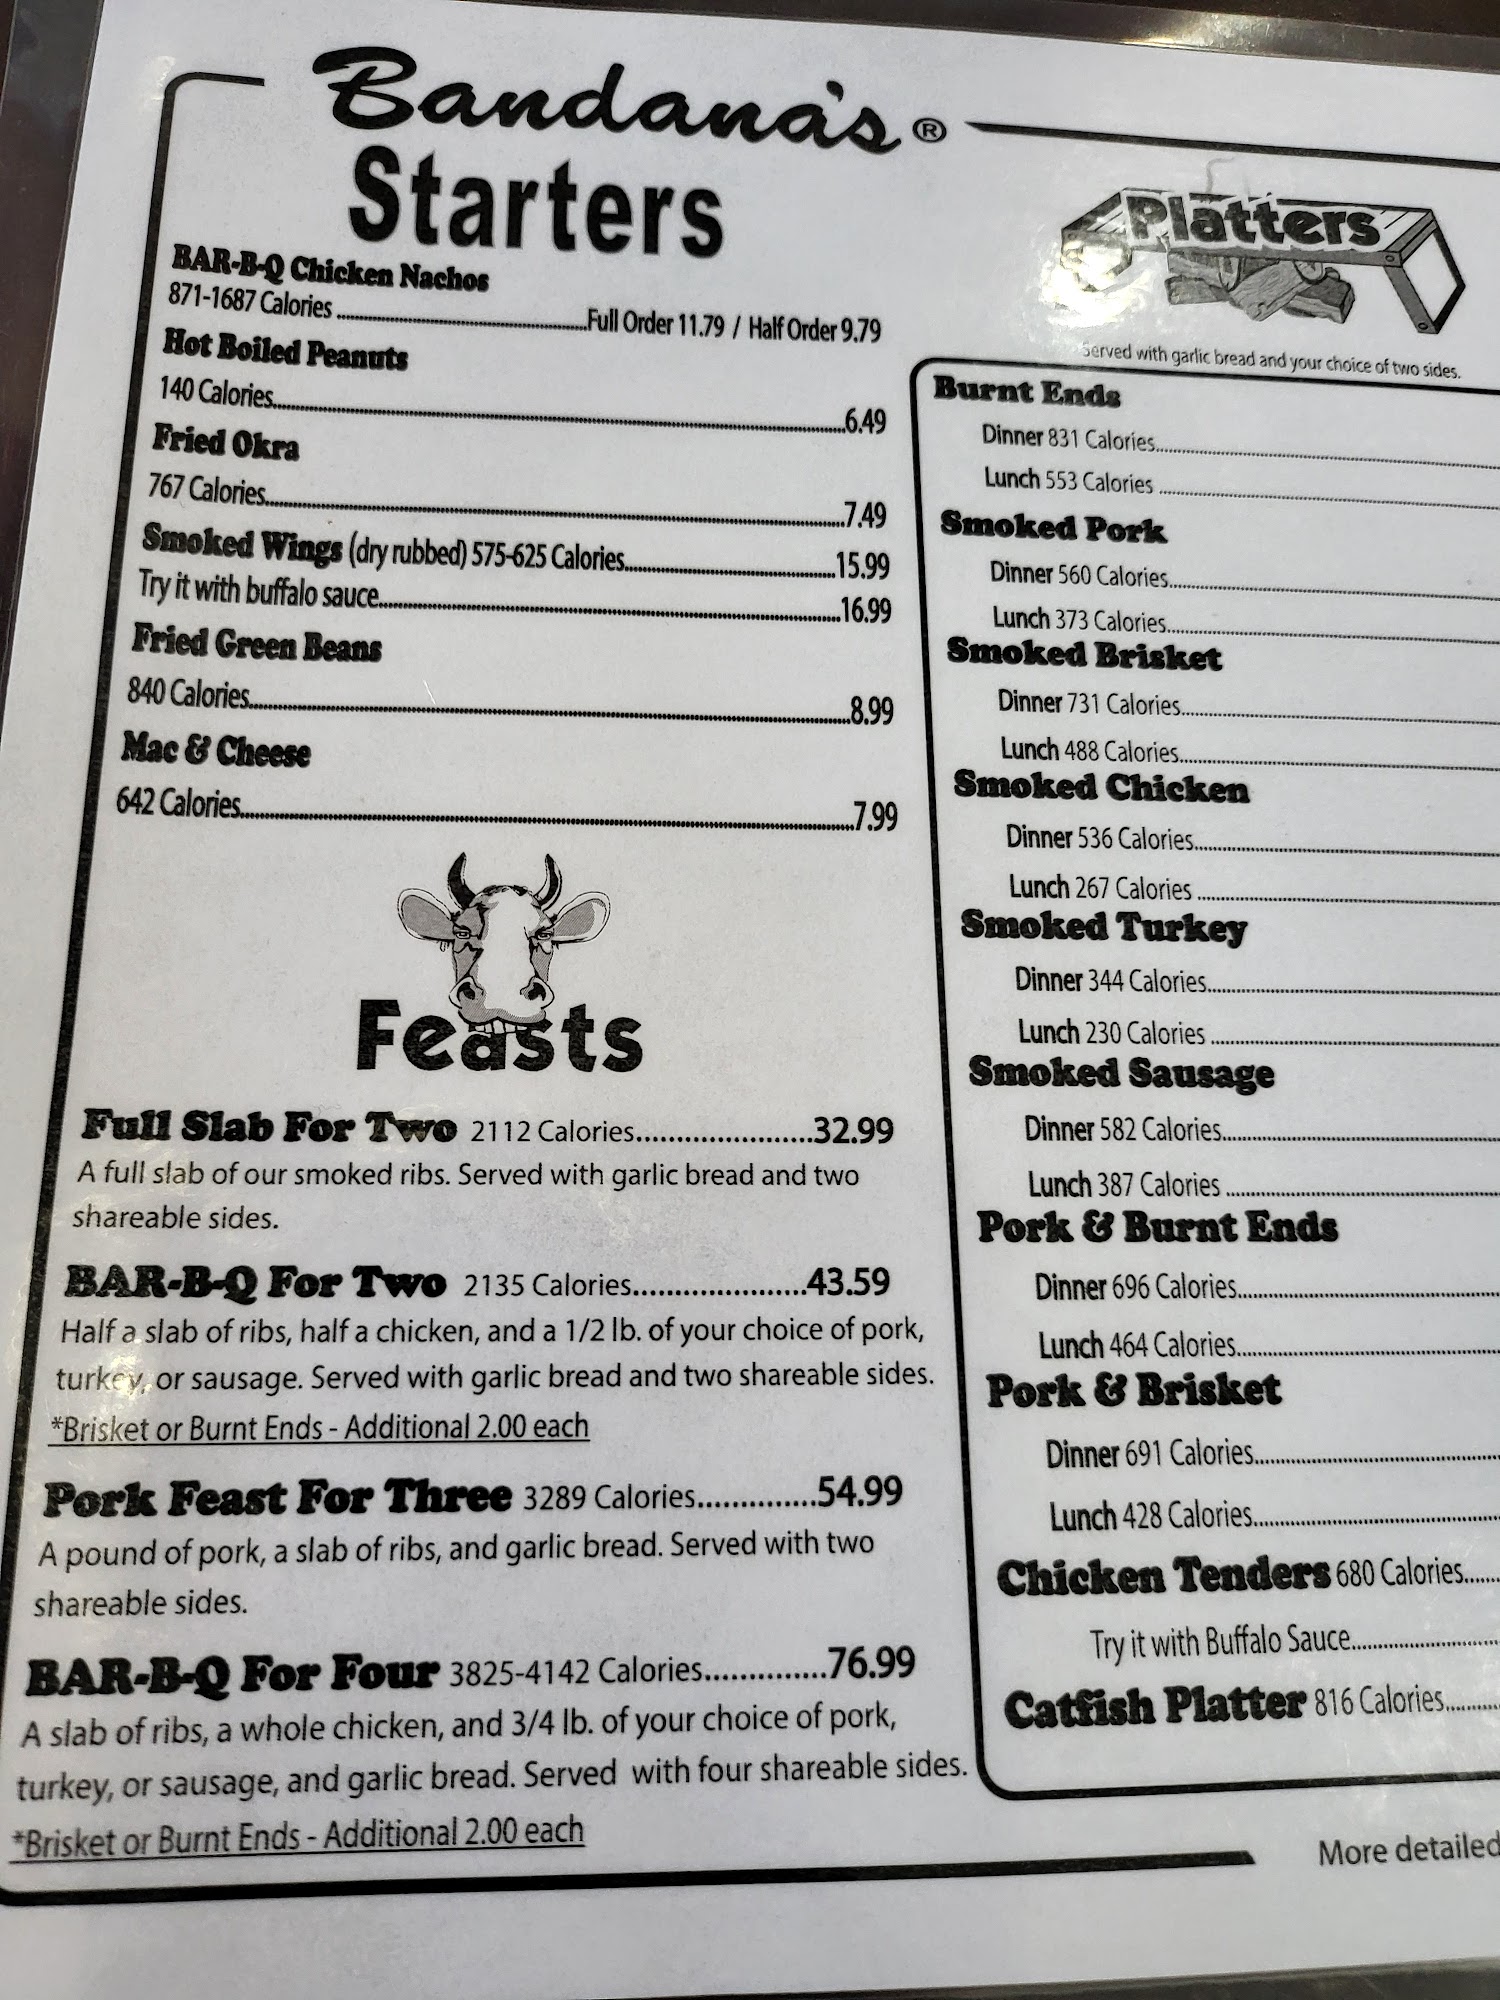 Bandana's®
Starters
BAR-B-Q Chicken Nachos
871-1687 Calories ........Full Order 11.79 / Half Order 9.79
Hot Boiled Peanuts
140 Calories........6.49
Fried Okra
767 Calories........7.49
Smoked Wings (dry rubbed) 575-625 Calories........15.99
Try it with buffalo sauce........16.99
Fried Green Beans
840 Calories........8.99
Mac & Cheese
642 Calories........7.99
Feasts
Full Slab For Two 2112 Calories........32.99
A full slab of our smoked ribs. Served with garlic bread and two
shareable sides.
BAR-B-Q For Two 2135 Calories........43.59
Half a slab of ribs, half a chicken, and a 1/2 lb. of your choice of pork,
turkey, or sausage. Served with garlic bread and two shareable sides.
*Brisket or Burnt Ends - Additional 2.00 each
Pork Feast For Three 3289 Calories........54.99
A pound of pork, a slab of ribs, and garlic bread. Served with two
shareable sides.
BAR-B-Q For Four 3825-4142 Calories........76.99
A slab of ribs, a whole chicken, and 3/4 lb. of your choice of pork,
turkey, or sausage, and garlic bread. Served with four shareable sides.
*Brisket or Burnt Ends - Additional 2.00 each
Platters
Served with garlic bread and your choice of two sides.
Burnt Ends
Dinner 831 Calories........
Lunch 553 Calories ........
Smoked Pork
Dinner 560 Calories........
Lunch 373 Calories........
Smoked Brisket
Dinner 731 Calories........
Lunch 488 Calories........
Smoked Chicken
Dinner 536 Calories........
Lunch 267 Calories ........
Smoked Turkey
Dinner 344 Calories........
Lunch 230 Calories ........
Smoked Sausage
Dinner 582 Calories........
Lunch 387 Calories ........
Pork & Burnt Ends
Dinner 696 Calories........
Lunch 464 Calories........
Pork & Brisket
Dinner 691 Calories........
Lunch 428 Calories........
Chicken Tenders 680 Calories......
Try it with Buffalo Sauce........
Catfish Platter 816 Calories........
More detailed